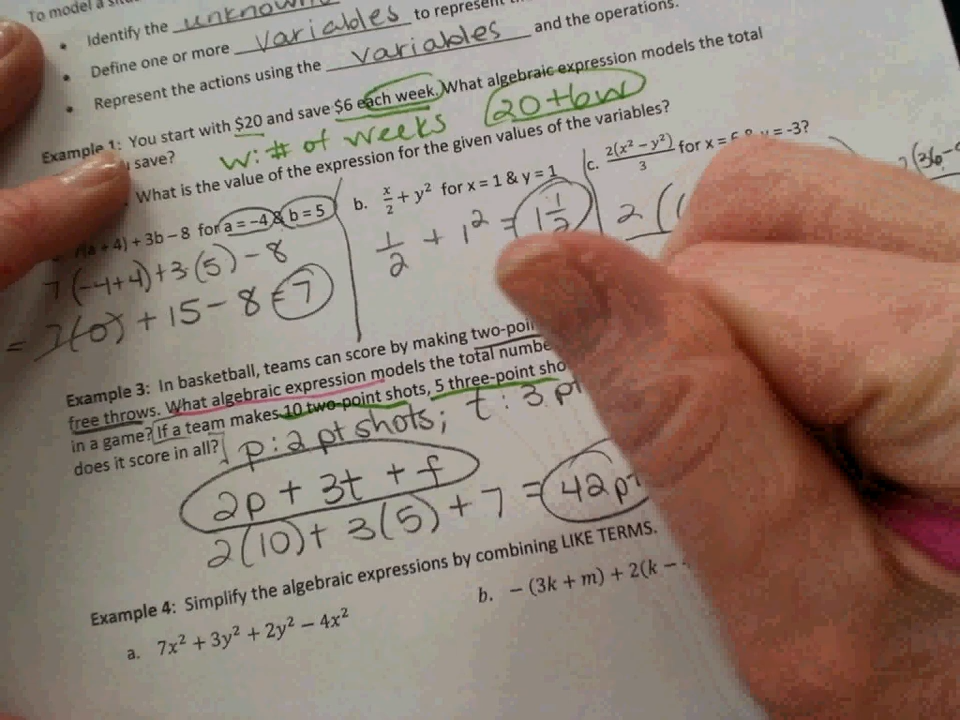 To model a
• Identify the unknown
• Define one or more variables to represent
• Represent the actions using the variables and the operations.
Example 1: You start with $20 and save $6 each week. What algebraic expression models the total
save?
w: # of weeks 20+6w
What is the value of the expression for the given values of the variables?
+ 4) + 3b – 8 for a = –4 & b = 5
7(-4+4)+3(5)-8
= 7(0) + 15 - 8 = 7
b. x/2 + y² for x = 1 & y = 1
1/2 + 1² = 1 1/2
c. 2(x² – y²)/3 for x = = -3?
2(
Example 3: In basketball, teams can score by making
free throws. What algebraic expression models the total
in a game? If a team makes 10 two-point shots, 5 three-point
does it score in all?
p: 2 pt shots; t: 3
2p + 3t + f
2(10) + 3(5) + 7 = 42
Example 4: Simplify the algebraic expressions by combining LIKE TERMS.
a. 7x² + 3y² + 2y² – 4x²
b. – (3k + m) + 2(k –